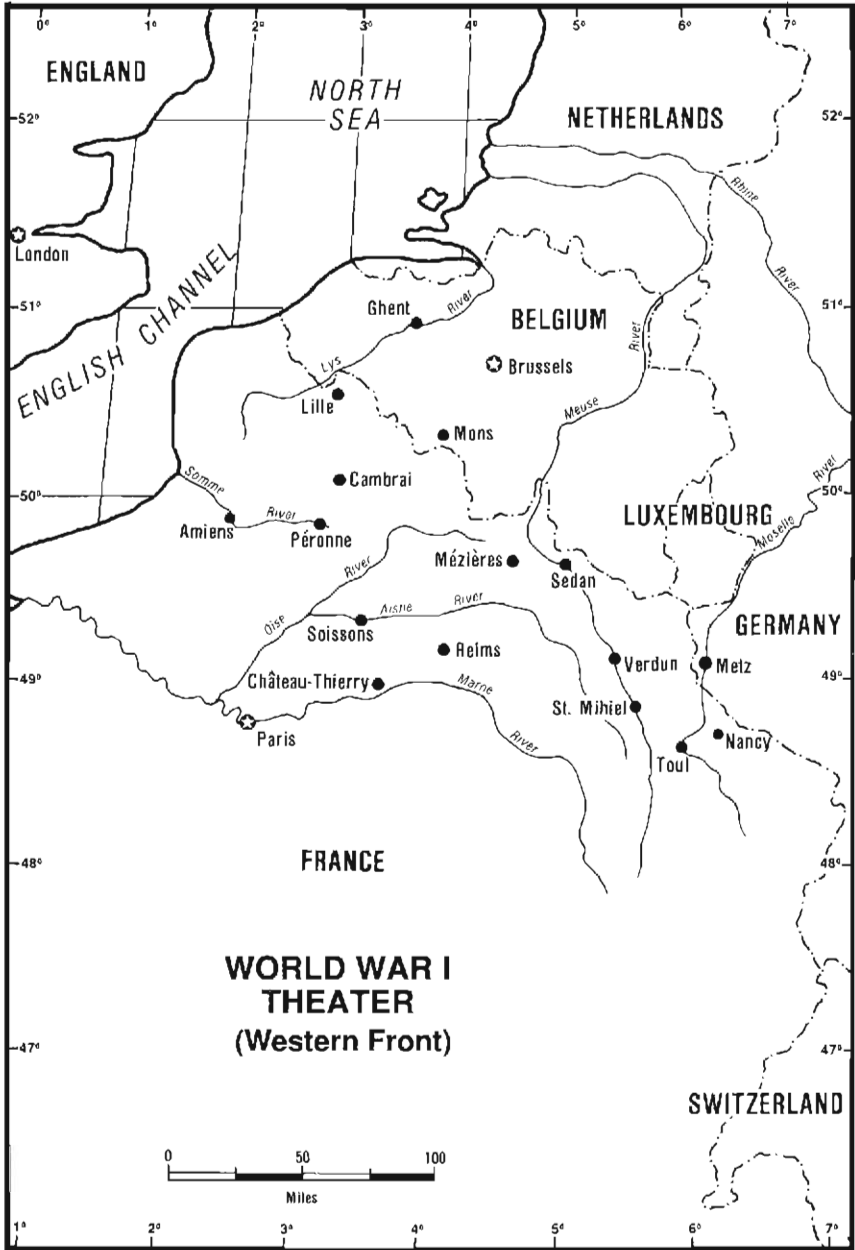 0° 1° 2° 3° 4° 5° 6° 7°
ENGLAND
NORTH
SEA
NETHERLANDS
52° 52°
Rhine
River
London
ENGLISH CHANNEL
51° 51°
Ghent
River
BELGIUM
River
Brussels
Lys
Lille
Meuse
Mons
Somme
Cambrai
River
50° 50°
River
LUXEMBOURG
Amiens
Péronne
Moselle
River
Mézières
Sedan
Oise
Aisne
River
Soissons
GERMANY
Reims
Verdun
Metz
49° 49°
Château-Thierry
Marne
St. Mihiel
Paris
River
Nancy
Toul
48° 48°
FRANCE
WORLD WAR I
THEATER
(Western Front)
47° 47°
SWITZERLAND
0 50 100
Miles
1° 2° 3° 4° 5° 6° 7°